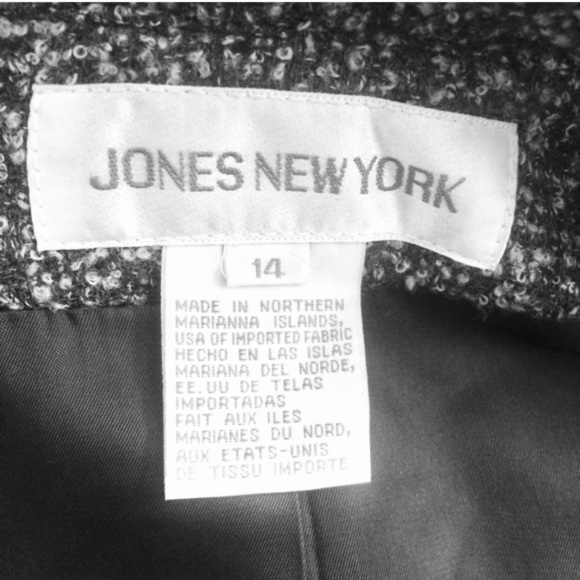 JONES NEW YORK
14
MADE IN NORTHERN
MARIANNA ISLANDS,
USA OF IMPORTED FABRIC
HECHO EN LAS ISLAS
MARIANA DEL NORDE,
EE.UU DE TELAS
IMPORTADAS
FAIT AUX ILES
MARIANES DU NORD,
AUX ETATS-UNIS
DE TISSU IMPORTE